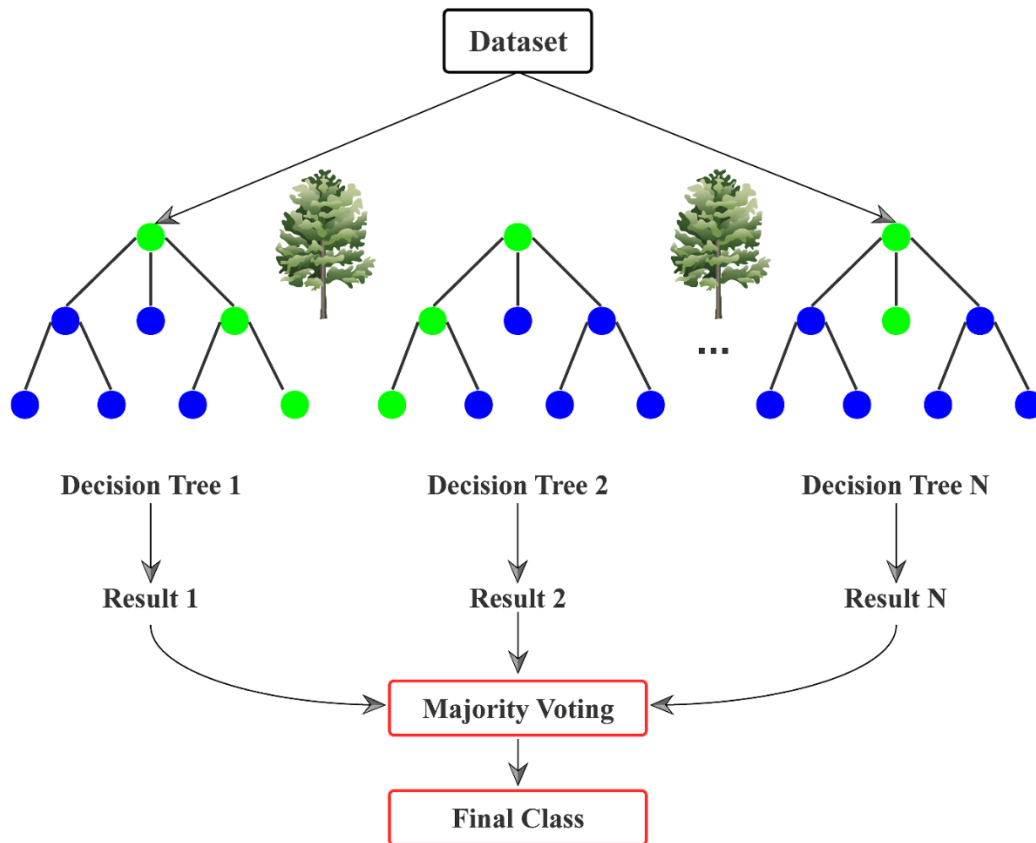 Dataset
...
Decision Tree 1
Decision Tree 2
Decision Tree N
Result 1
Result 2
Result N
Majority Voting
Final Class